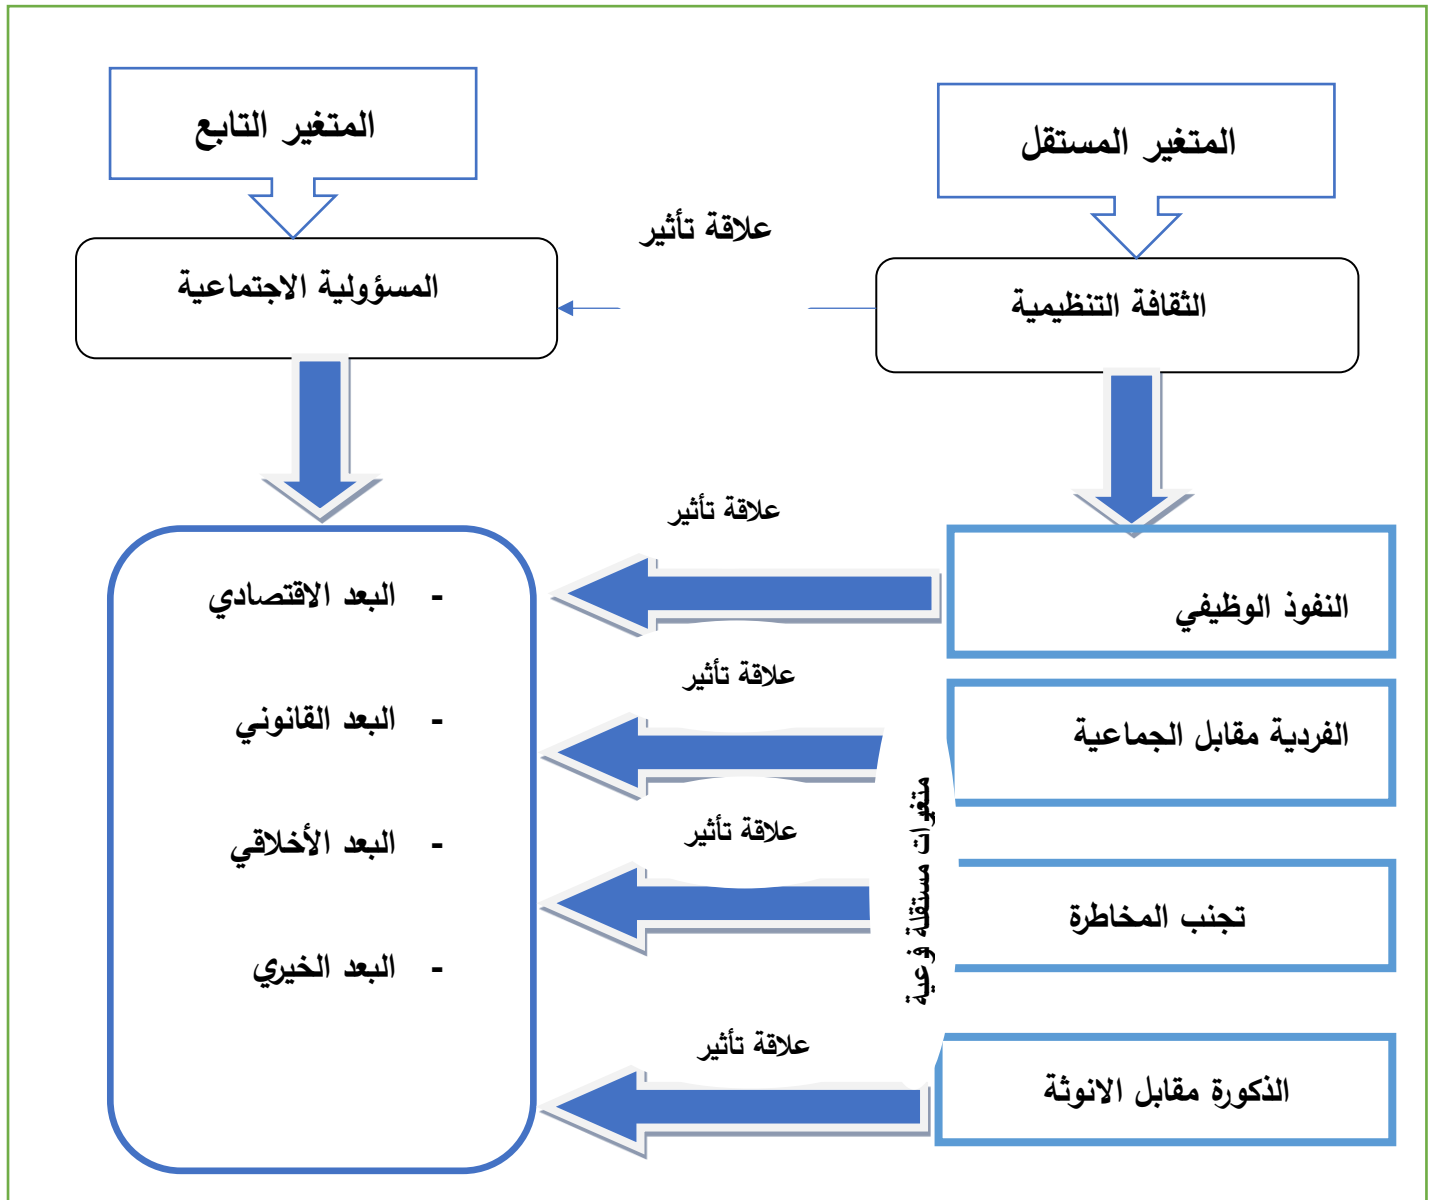 المتغير المستقل
المتغير التابع
علاقة تأثير
الثقافة التنظيمية
المسؤولية الاجتماعية
علاقة تأثير
النفوذ الوظيفي
- البعد الاقتصادي
علاقة تأثير
الفردية مقابل الجماعية
- البعد القانوني
متغيرات مستقلة فرعية
علاقة تأثير
تجنب المخاطرة
- البعد الأخلاقي
- البعد الخيري
علاقة تأثير
الذكورة مقابل الانوثة